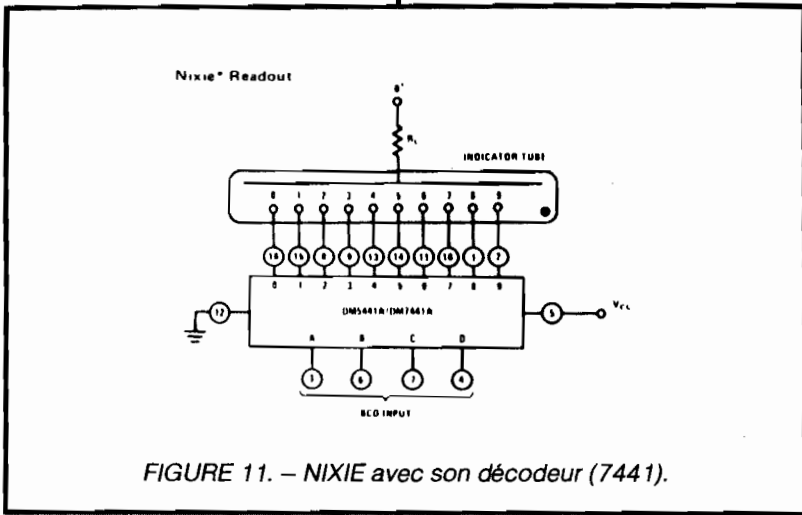 Nixie* Readout
B+
RL
INDICATOR TUBE
0 1 2 3 4 5 6 7 8 9
16 15 8 9 13 14 11 10 1 2
0 1 2 3 4 5 6 7 8 9
12
DM5441A/DM7441A
5
VCC
A B C D
3 6 7 4
BCD INPUT
FIGURE 11. – NIXIE avec son décodeur (7441).